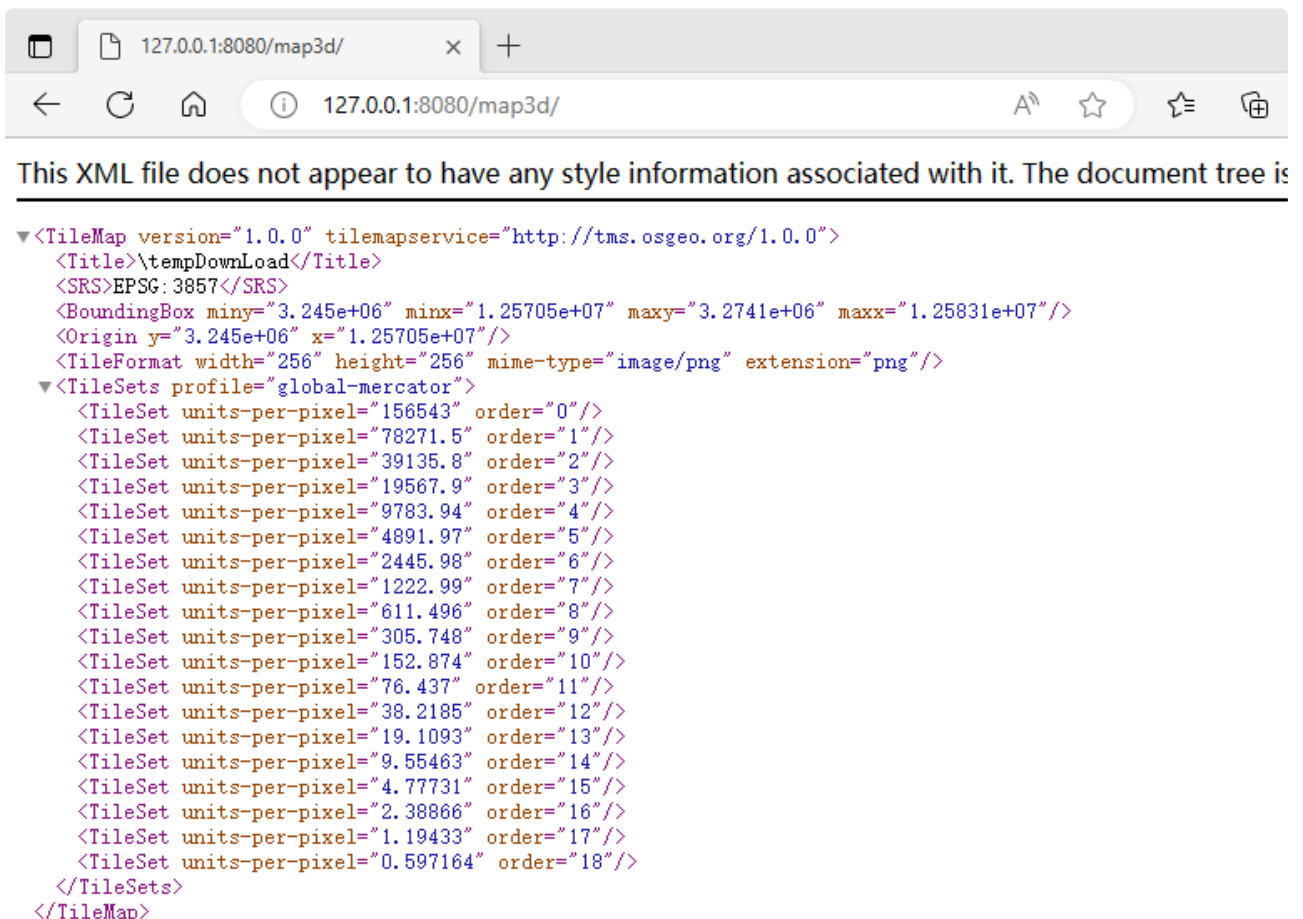 127.0.0.1:8080/map3d/
127.0.0.1:8080/map3d/
This XML file does not appear to have any style information associated with it. The document tree is
▼<TileMap version="1.0.0" tilemapservice="http://tms.osgeo.org/1.0.0">
<Title>\tempDownLoad</Title>
<SRS>EPSG:3857</SRS>
<BoundingBox miny="3.245e+06" minx="1.25705e+07" maxy="3.2741e+06" maxx="1.25831e+07"/>
<Origin y="3.245e+06" x="1.25705e+07"/>
<TileFormat width="256" height="256" mime-type="image/png" extension="png"/>
▼<TileSets profile="global-mercator">
<TileSet units-per-pixel="156543" order="0"/>
<TileSet units-per-pixel="78271.5" order="1"/>
<TileSet units-per-pixel="39135.8" order="2"/>
<TileSet units-per-pixel="19567.9" order="3"/>
<TileSet units-per-pixel="9783.94" order="4"/>
<TileSet units-per-pixel="4891.97" order="5"/>
<TileSet units-per-pixel="2445.98" order="6"/>
<TileSet units-per-pixel="1222.99" order="7"/>
<TileSet units-per-pixel="611.496" order="8"/>
<TileSet units-per-pixel="305.748" order="9"/>
<TileSet units-per-pixel="152.874" order="10"/>
<TileSet units-per-pixel="76.437" order="11"/>
<TileSet units-per-pixel="38.2185" order="12"/>
<TileSet units-per-pixel="19.1093" order="13"/>
<TileSet units-per-pixel="9.55463" order="14"/>
<TileSet units-per-pixel="4.77731" order="15"/>
<TileSet units-per-pixel="2.38866" order="16"/>
<TileSet units-per-pixel="1.19433" order="17"/>
<TileSet units-per-pixel="0.597164" order="18"/>
</TileSets>
</TileMap>